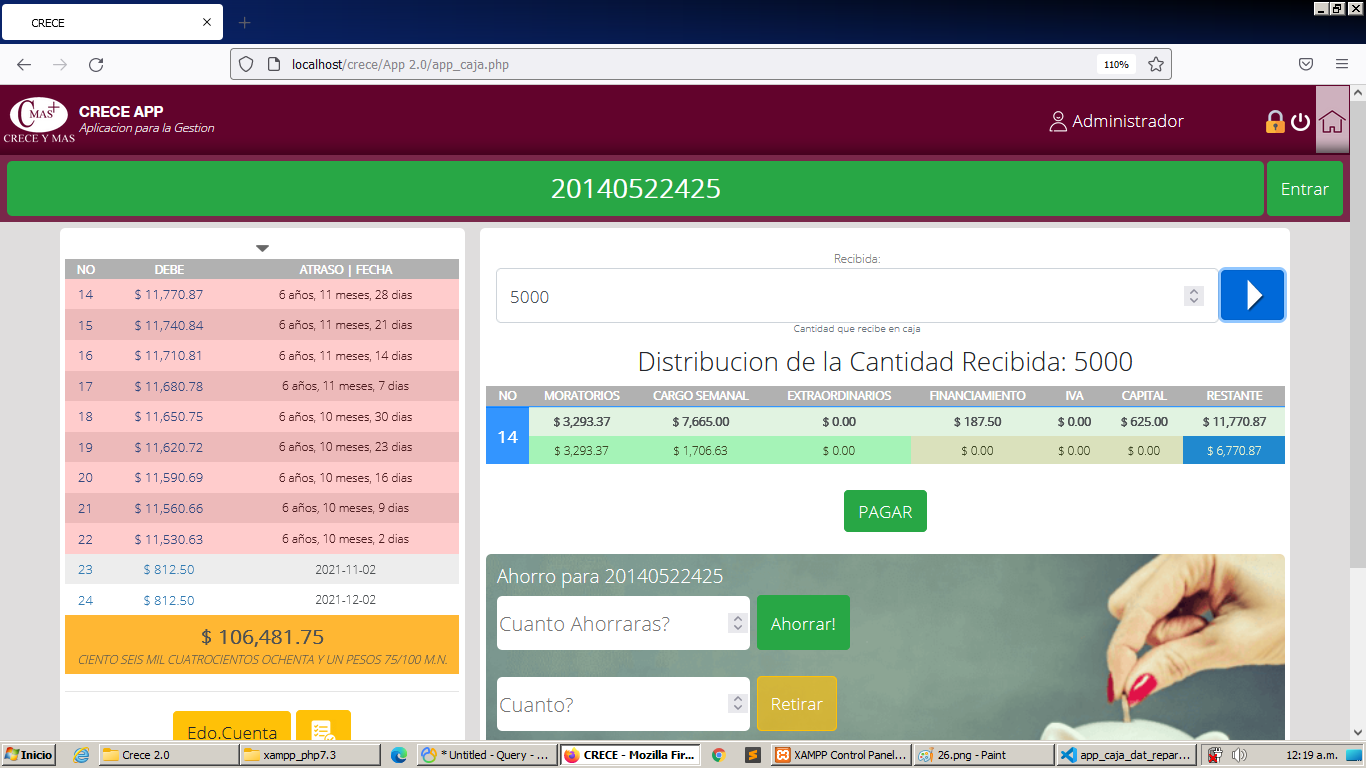 CRECE
localhost/crece/App 2.0/app_caja.php
110%
C MAS+
CRECE Y MAS
CRECE APP
Aplicacion para la Gestion
Administrador
20140522425
Entrar
NO DEBE ATRASO | FECHA
14 $ 11,770.87 6 años, 11 meses, 28 dias
15 $ 11,740.84 6 años, 11 meses, 21 dias
16 $ 11,710.81 6 años, 11 meses, 14 dias
17 $ 11,680.78 6 años, 11 meses, 7 dias
18 $ 11,650.75 6 años, 10 meses, 30 dias
19 $ 11,620.72 6 años, 10 meses, 23 dias
20 $ 11,590.69 6 años, 10 meses, 16 dias
21 $ 11,560.66 6 años, 10 meses, 9 dias
22 $ 11,530.63 6 años, 10 meses, 2 dias
23 $ 812.50 2021-11-02
24 $ 812.50 2021-12-02
$ 106,481.75
CIENTO SEIS MIL CUATROCIENTOS OCHENTA Y UN PESOS 75/100 M.N.
Edo.Cuenta
Recibida:
5000
Cantidad que recibe en caja
Distribucion de la Cantidad Recibida: 5000
NO MORATORIOS CARGO SEMANAL EXTRAORDINARIOS FINANCIAMIENTO IVA CAPITAL RESTANTE
14 $ 3,293.37 $ 7,665.00 $ 0.00 $ 187.50 $ 0.00 $ 625.00 $ 11,770.87
$ 3,293.37 $ 1,706.63 $ 0.00 $ 0.00 $ 0.00 $ 0.00 $ 6,770.87
PAGAR
Ahorro para 20140522425
Cuanto Ahorraras? Ahorrar!
Cuanto? Retirar
Inicio Crece 2.0 xampp_php7.3 * Untitled - Query - ... CRECE - Mozilla Fir... XAMPP Control Panel... 26.png - Paint app_caja_dat_repar... 12:19 a.m.